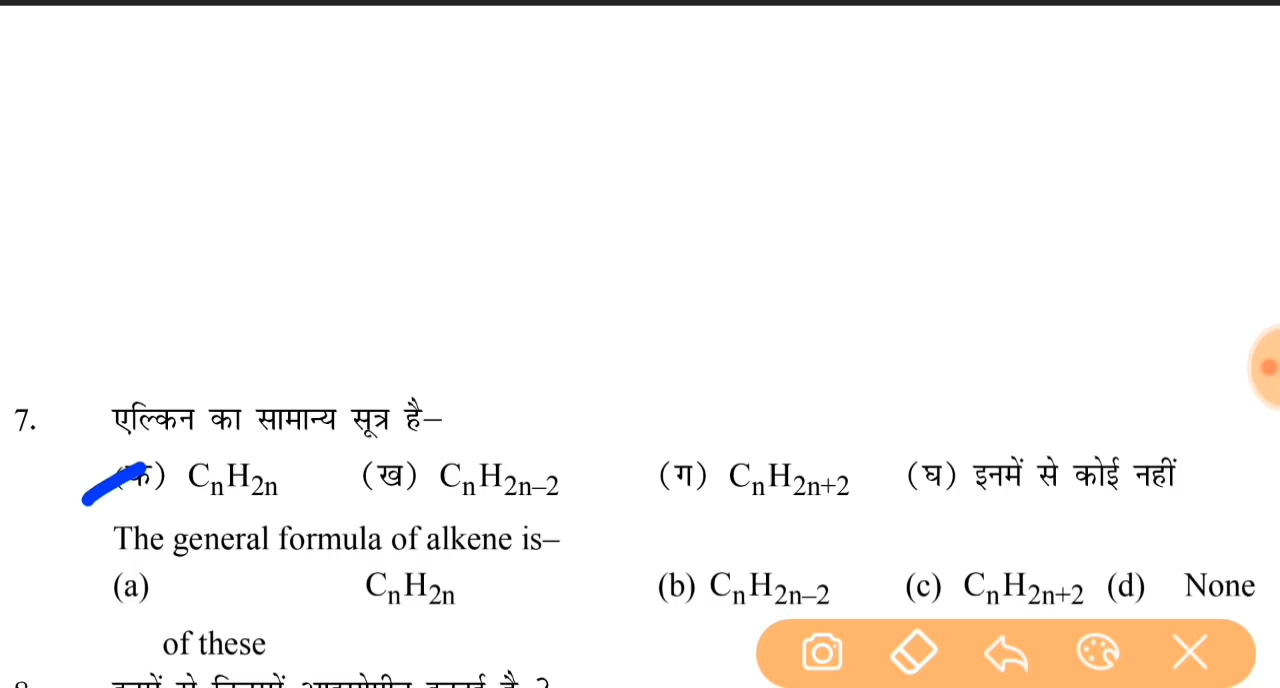 7. एल्किन का सामान्य सूत्र है–
(क) CₙH₂ₙ (ख) CₙH₂ₙ₋₂ (ग) CₙH₂ₙ₊₂ (घ) इनमें से कोई नहीं
The general formula of alkene is–
(a) CₙH₂ₙ (b) CₙH₂ₙ₋₂ (c) CₙH₂ₙ₊₂ (d) None
of these